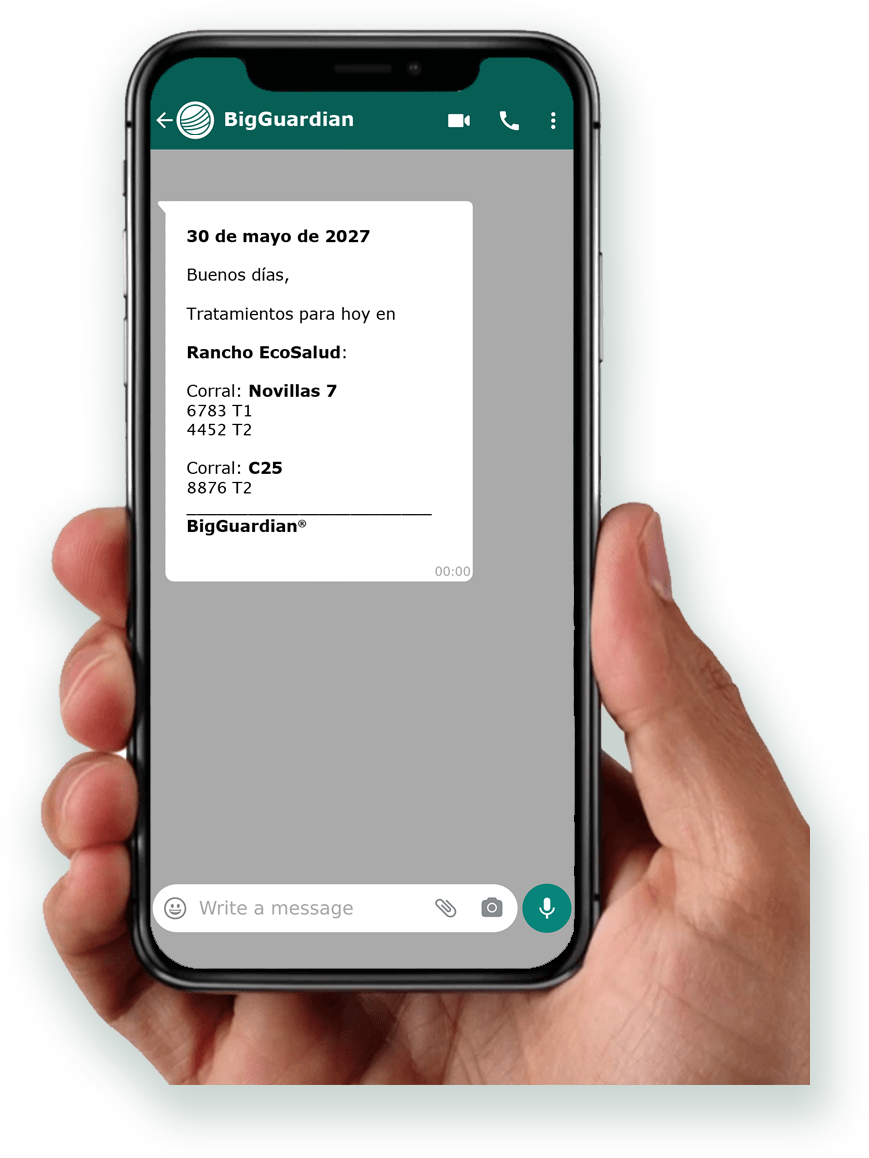 BigGuardian
30 de mayo de 2027
Buenos días,
Tratamientos para hoy en
Rancho EcoSalud:
Corral: Novillas 7
6783 T1
4452 T2
Corral: C25
8876 T2
BigGuardian®
00:00
Write a message